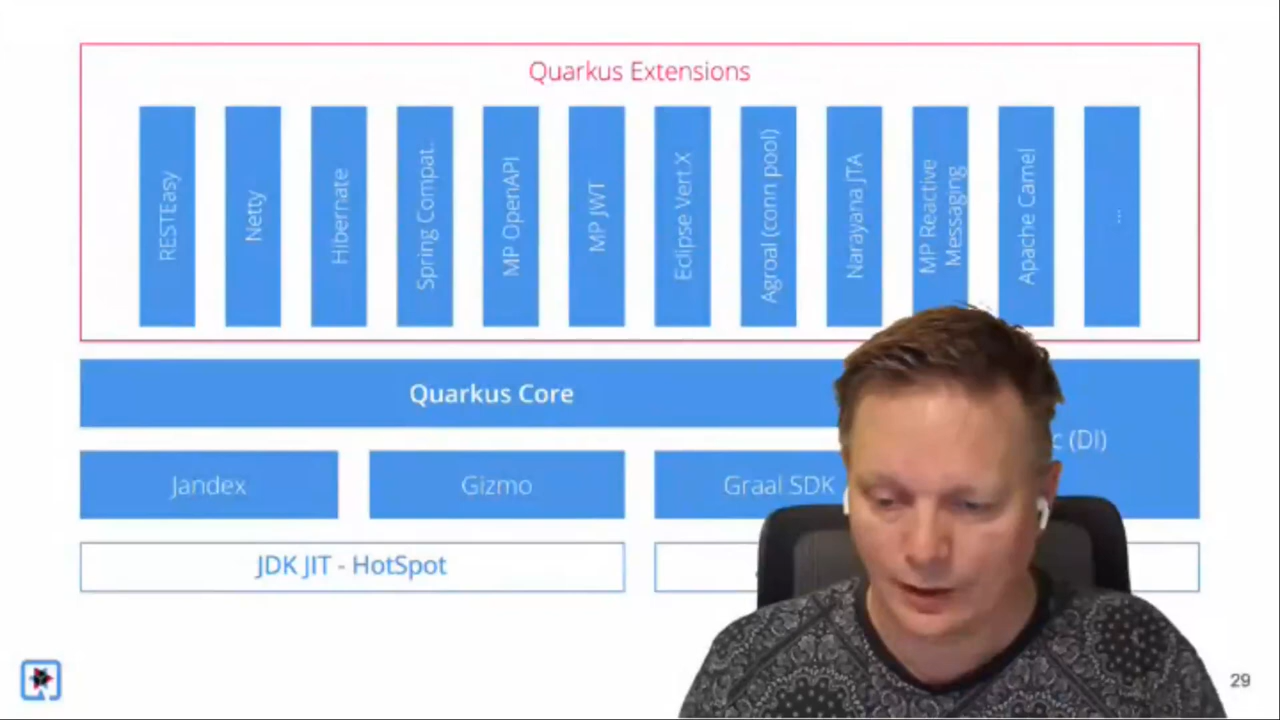 Quarkus Extensions
RESTEasy
Netty
Hibernate
Spring Compat..
MP OpenAPI
MP JWT
Eclipse Vert.X
Agroal (conn pool)
Narayana JTA
MP Reactive
Messaging
Apache Camel
...
Quarkus Core
c (DI)
Jandex
Gizmo
Graal SDK
JDK JIT - HotSpot
29